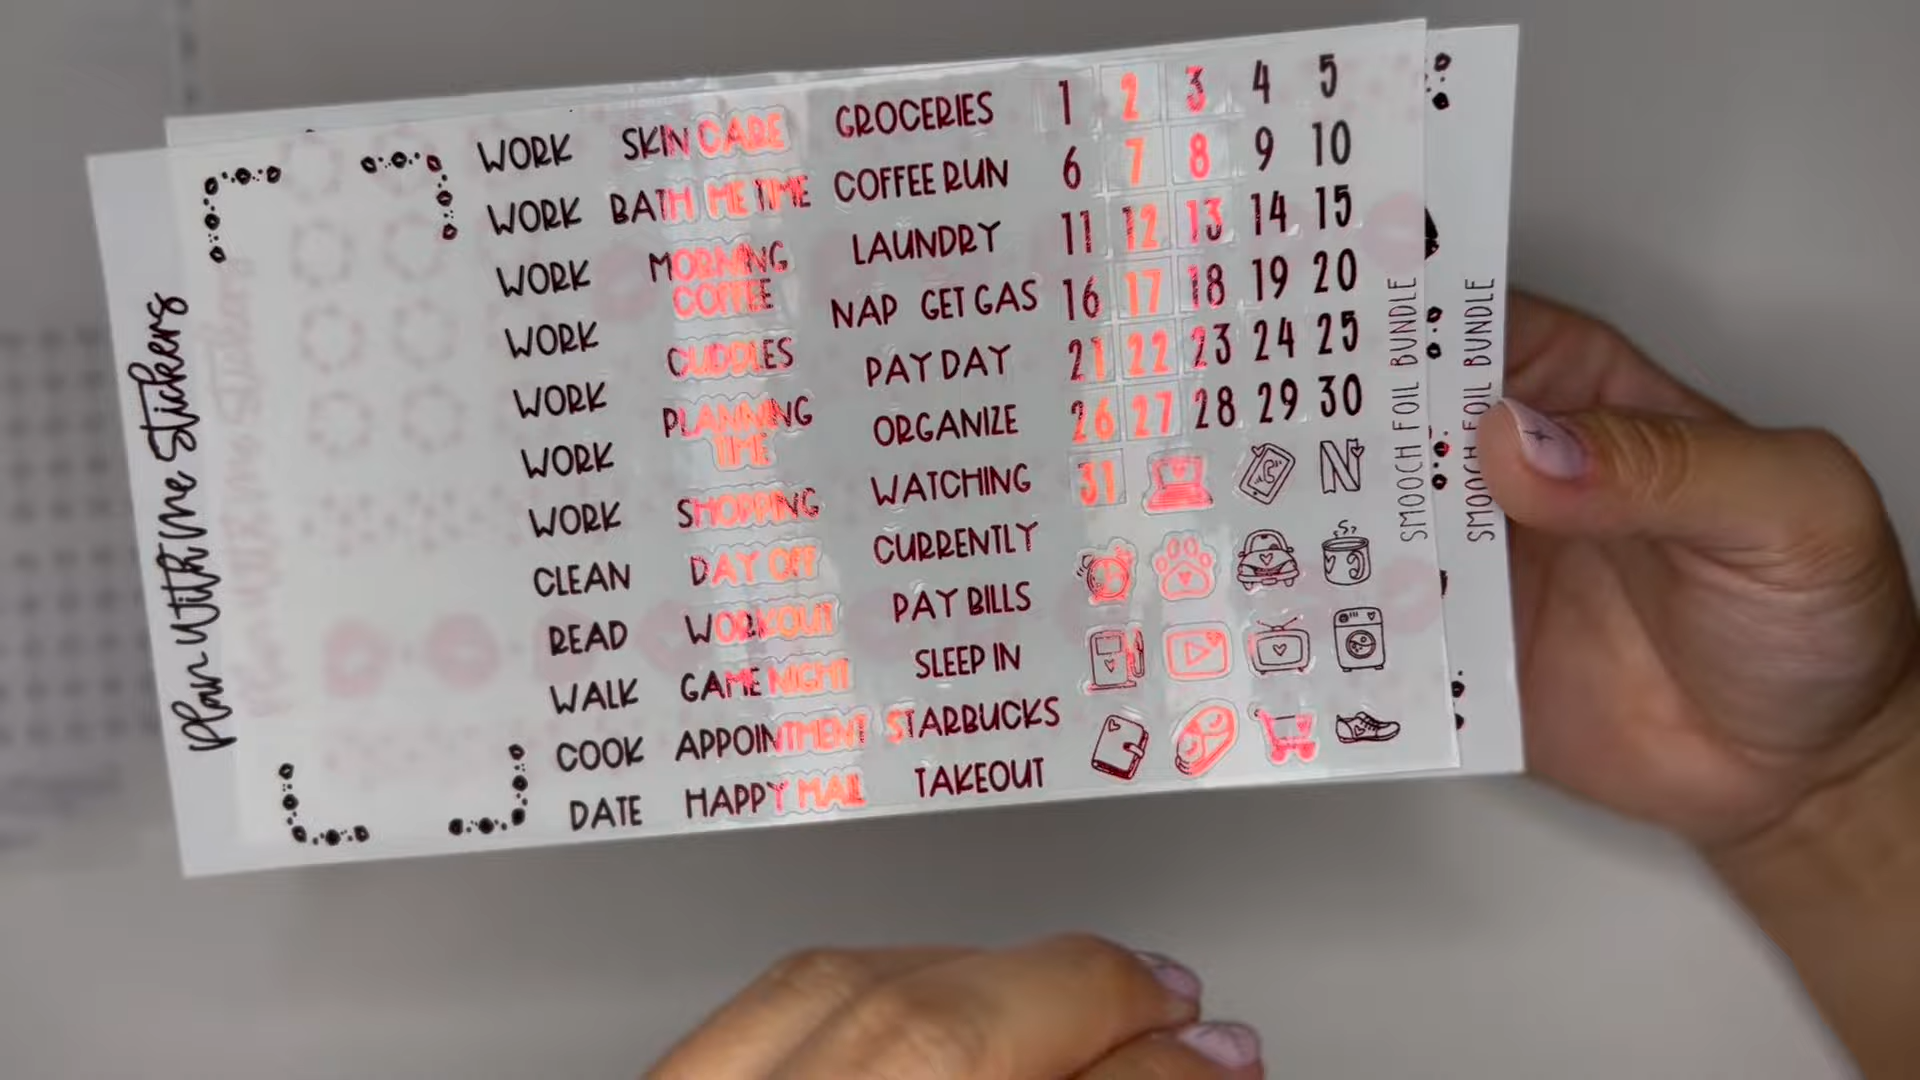 Plan With Me Stickers
WORK SKIN CARE GROCERIES 1 2 3 4 5
WORK BATH ME TIME COFFEE RUN 6 7 8 9 10
WORK MORNING COFFEE LAUNDRY 11 12 13 14 15
WORK CUDDLES NAP GET GAS 16 17 18 19 20
WORK PLANNING TIME PAY DAY 21 22 23 24 25
WORK SHOPPING ORGANIZE 26 27 28 29 30
WORK DAY OFF WATCHING 31 N
CLEAN WORKOUT CURRENTLY
READ GAME NIGHT PAY BILLS
WALK APPOINTMENT SLEEP IN
COOK HAPPY MAIL STARBUCKS
DATE TAKEOUT
SMOOCH FOIL BUNDLE
SMOOCH FOIL BUNDLE